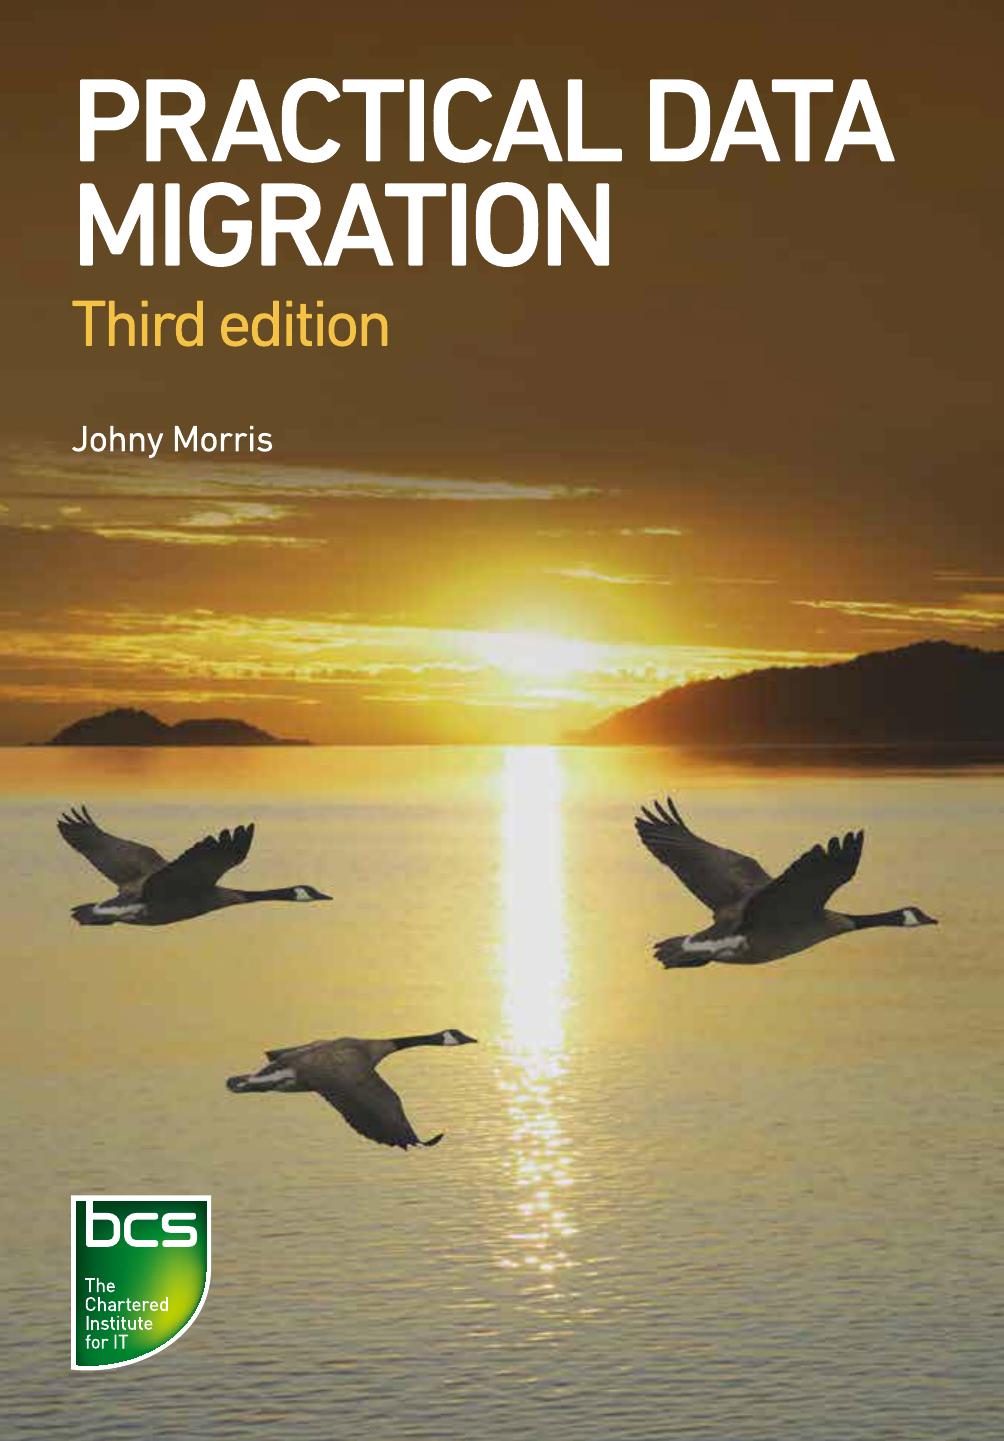 PRACTICAL DATA
MIGRATION
Third edition
Johny Morris
bcs
The
Chartered
Institute
for IT